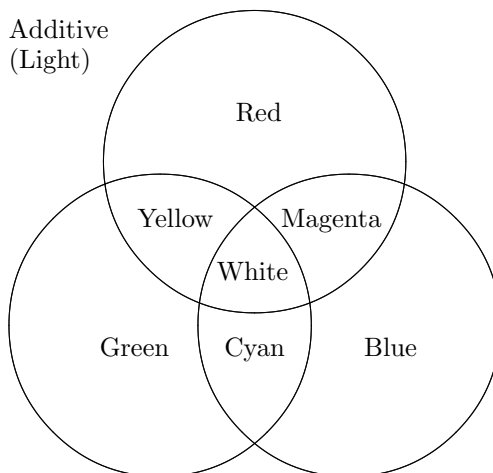 Additive
(Light)
Red
Yellow
Magenta
White
Green
Cyan
Blue